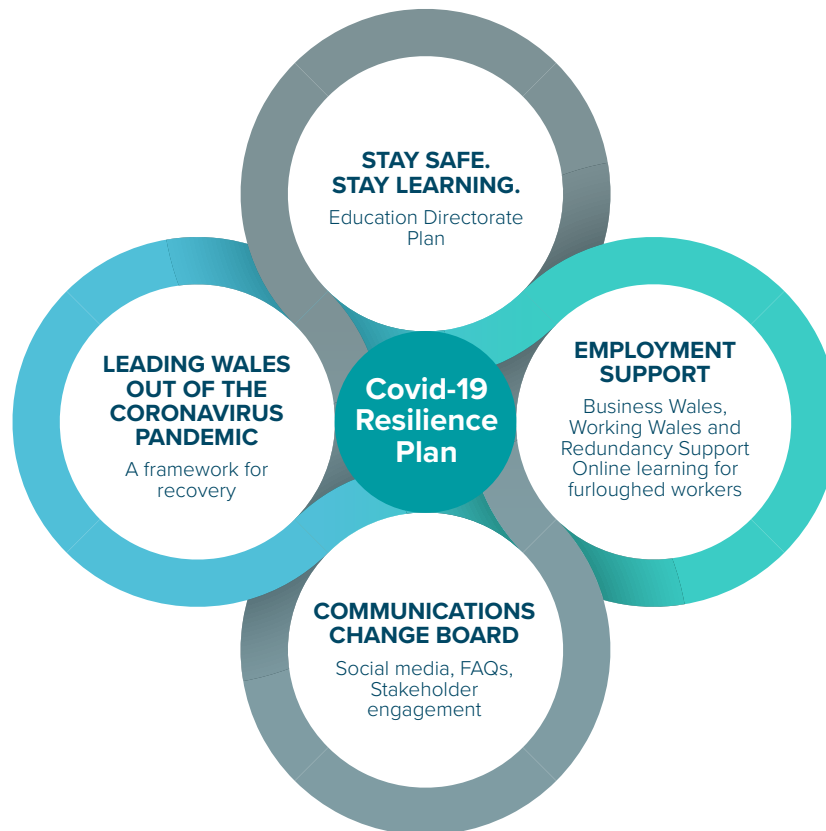 STAY SAFE.
STAY LEARNING.
Education Directorate
Plan
LEADING WALES
OUT OF THE
CORONAVIRUS
PANDEMIC
A framework for
recovery
Covid-19
Resilience
Plan
EMPLOYMENT
SUPPORT
Business Wales,
Working Wales and
Redundancy Support
Online learning for
furloughed workers
COMMUNICATIONS
CHANGE BOARD
Social media, FAQs,
Stakeholder
engagement